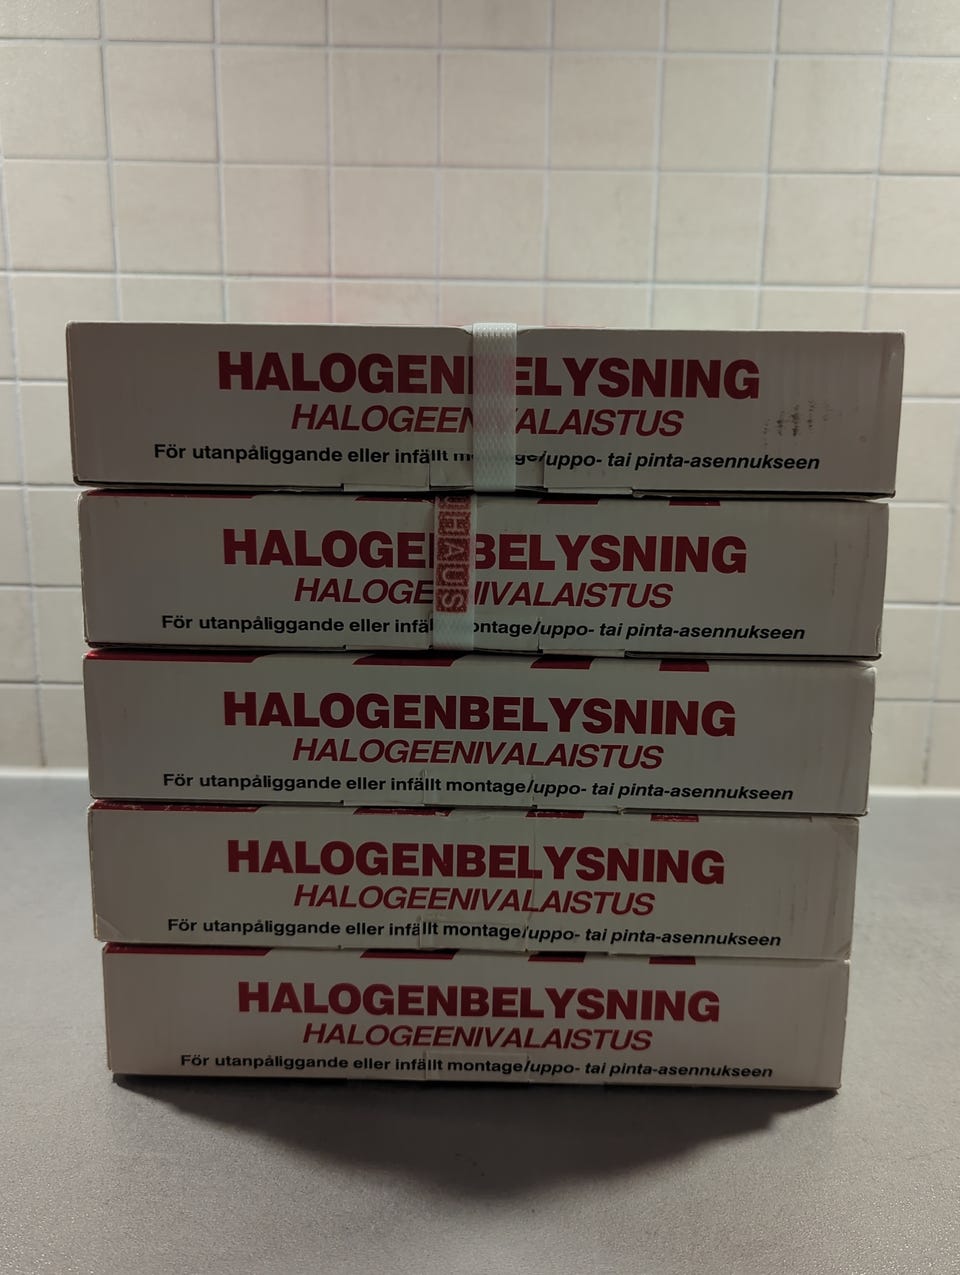 HALOGENBELYSNING
HALOGEENIVALAISTUS
För utanpåliggande eller infällt montage/uppo- tai pinta-asennukseen
HALOGENBELYSNING
HALOGEENIVALAISTUS
För utanpåliggande eller infällt montage/uppo- tai pinta-asennukseen
HALOGENBELYSNING
HALOGEENIVALAISTUS
För utanpåliggande eller infällt montage/uppo- tai pinta-asennukseen
HALOGENBELYSNING
HALOGEENIVALAISTUS
För utanpåliggande eller infällt montage/uppo- tai pinta-asennukseen
HALOGENBELYSNING
HALOGEENIVALAISTUS
För utanpåliggande eller infällt montage/uppo- tai pinta-asennukseen